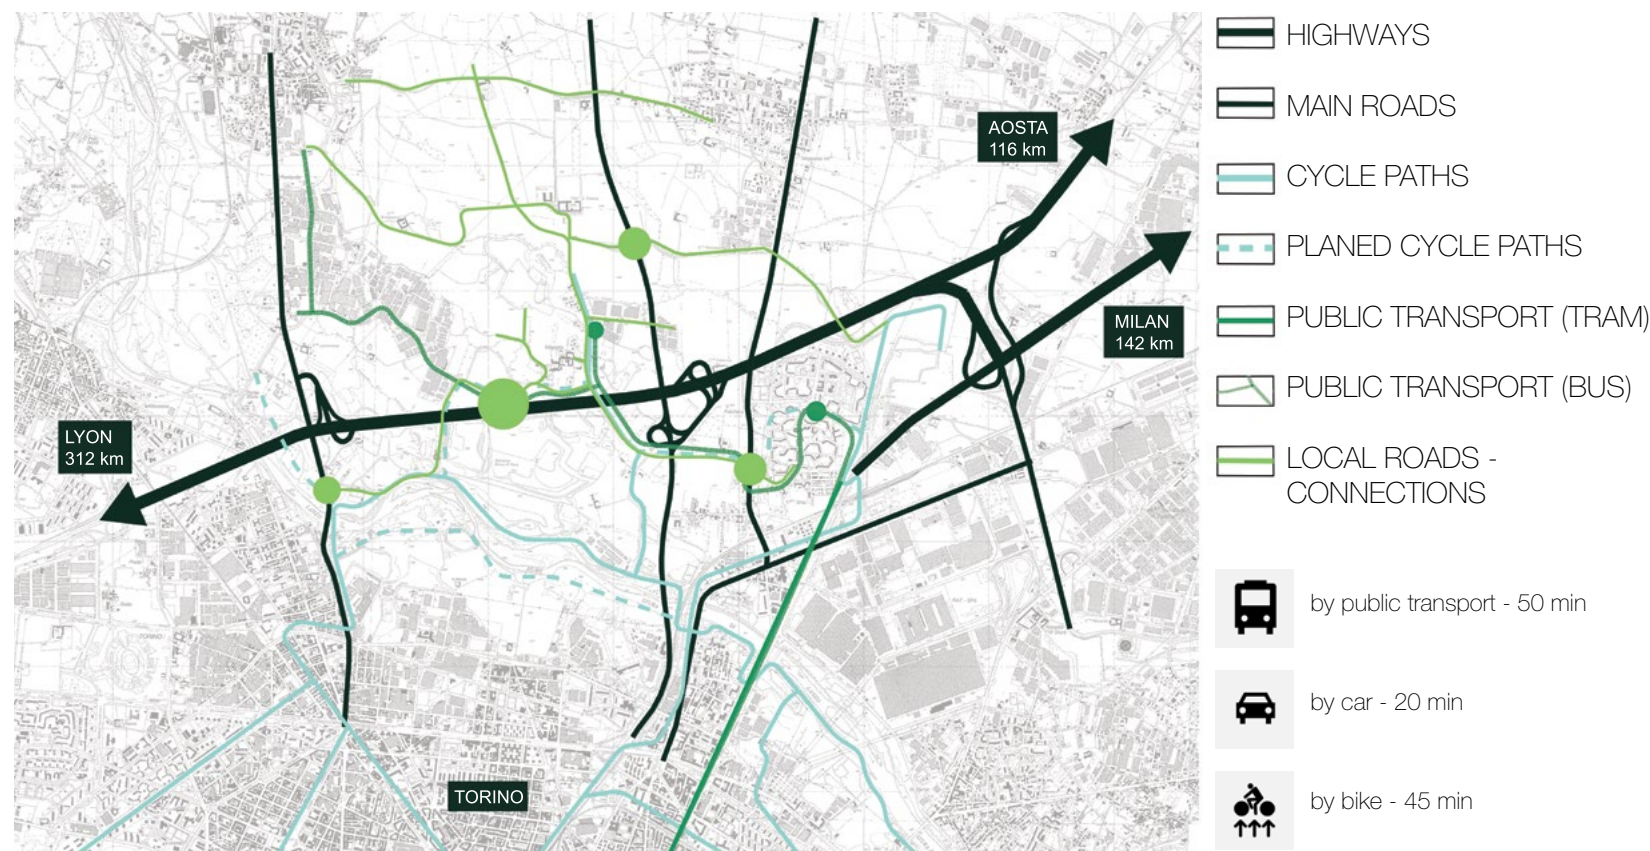 AOSTA
116 km
MILAN
142 km
LYON
312 km
TORINO
HIGHWAYS
MAIN ROADS
CYCLE PATHS
PLANED CYCLE PATHS
PUBLIC TRANSPORT (TRAM)
PUBLIC TRANSPORT (BUS)
LOCAL ROADS -
CONNECTIONS
by public transport - 50 min
by car - 20 min
by bike - 45 min